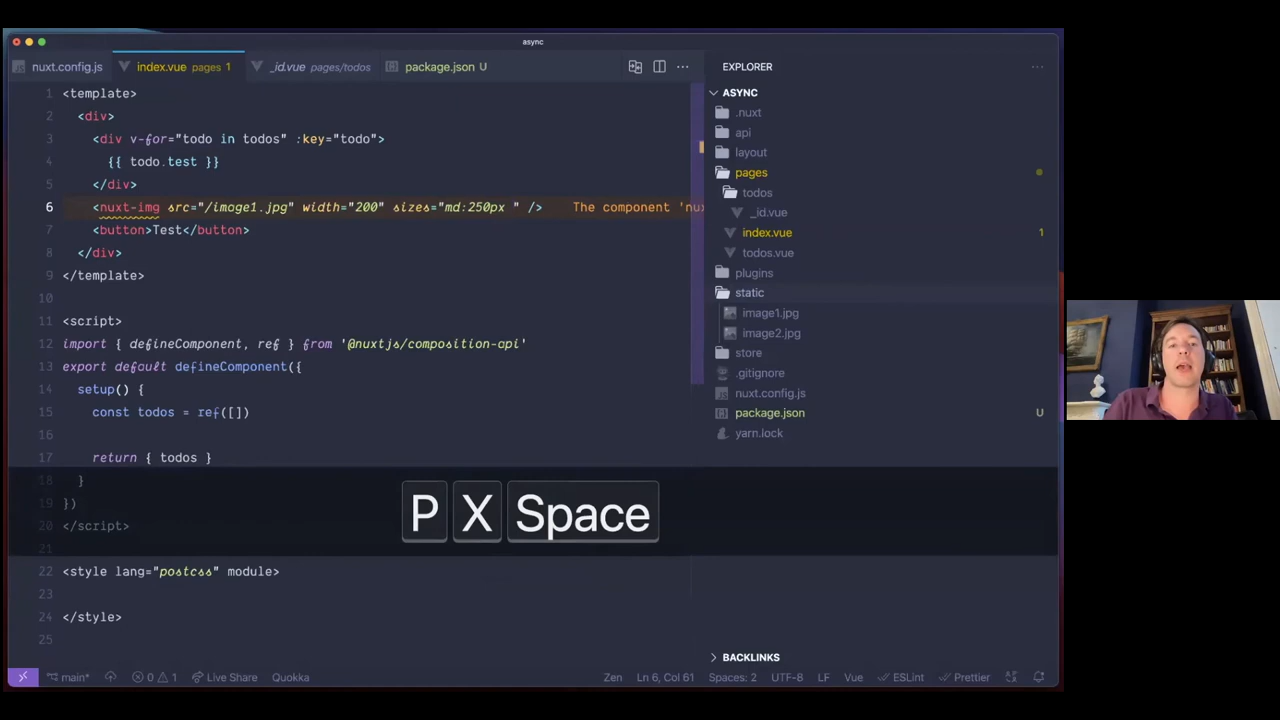 async
nuxt.config.js
index.vue pages 1
_id.vue pages/todos
package.json U
1 <template>
2 <div>
3 <div v-for="todo in todos" :key="todo">
4 {{ todo.test }}
5 </div>
6 <nuxt-img src="/image1.jpg" width="200" sizes="md:250px " /> The component 'nux
7 <button>Test</button>
8 </div>
9 </template>
10
11 <script>
12 import { defineComponent, ref } from '@nuxtjs/composition-api'
13 export default defineComponent({
14 setup() {
15 const todos = ref([])
16
17 return { todos }
18 }
19 })
20 </script>
21
22 <style lang="postcss" module>
23
24 </style>
25
P X Space
EXPLORER
ASYNC
.nuxt
api
layout
pages
todos
_id.vue
index.vue 1
todos.vue
plugins
static
image1.jpg
image2.jpg
store
.gitignore
nuxt.config.js
package.json U
yarn.lock
BACKLINKS
main* 0 1 Live Share Quokka Zen Ln 6, Col 61 Spaces: 2 UTF-8 LF Vue ESLint Prettier